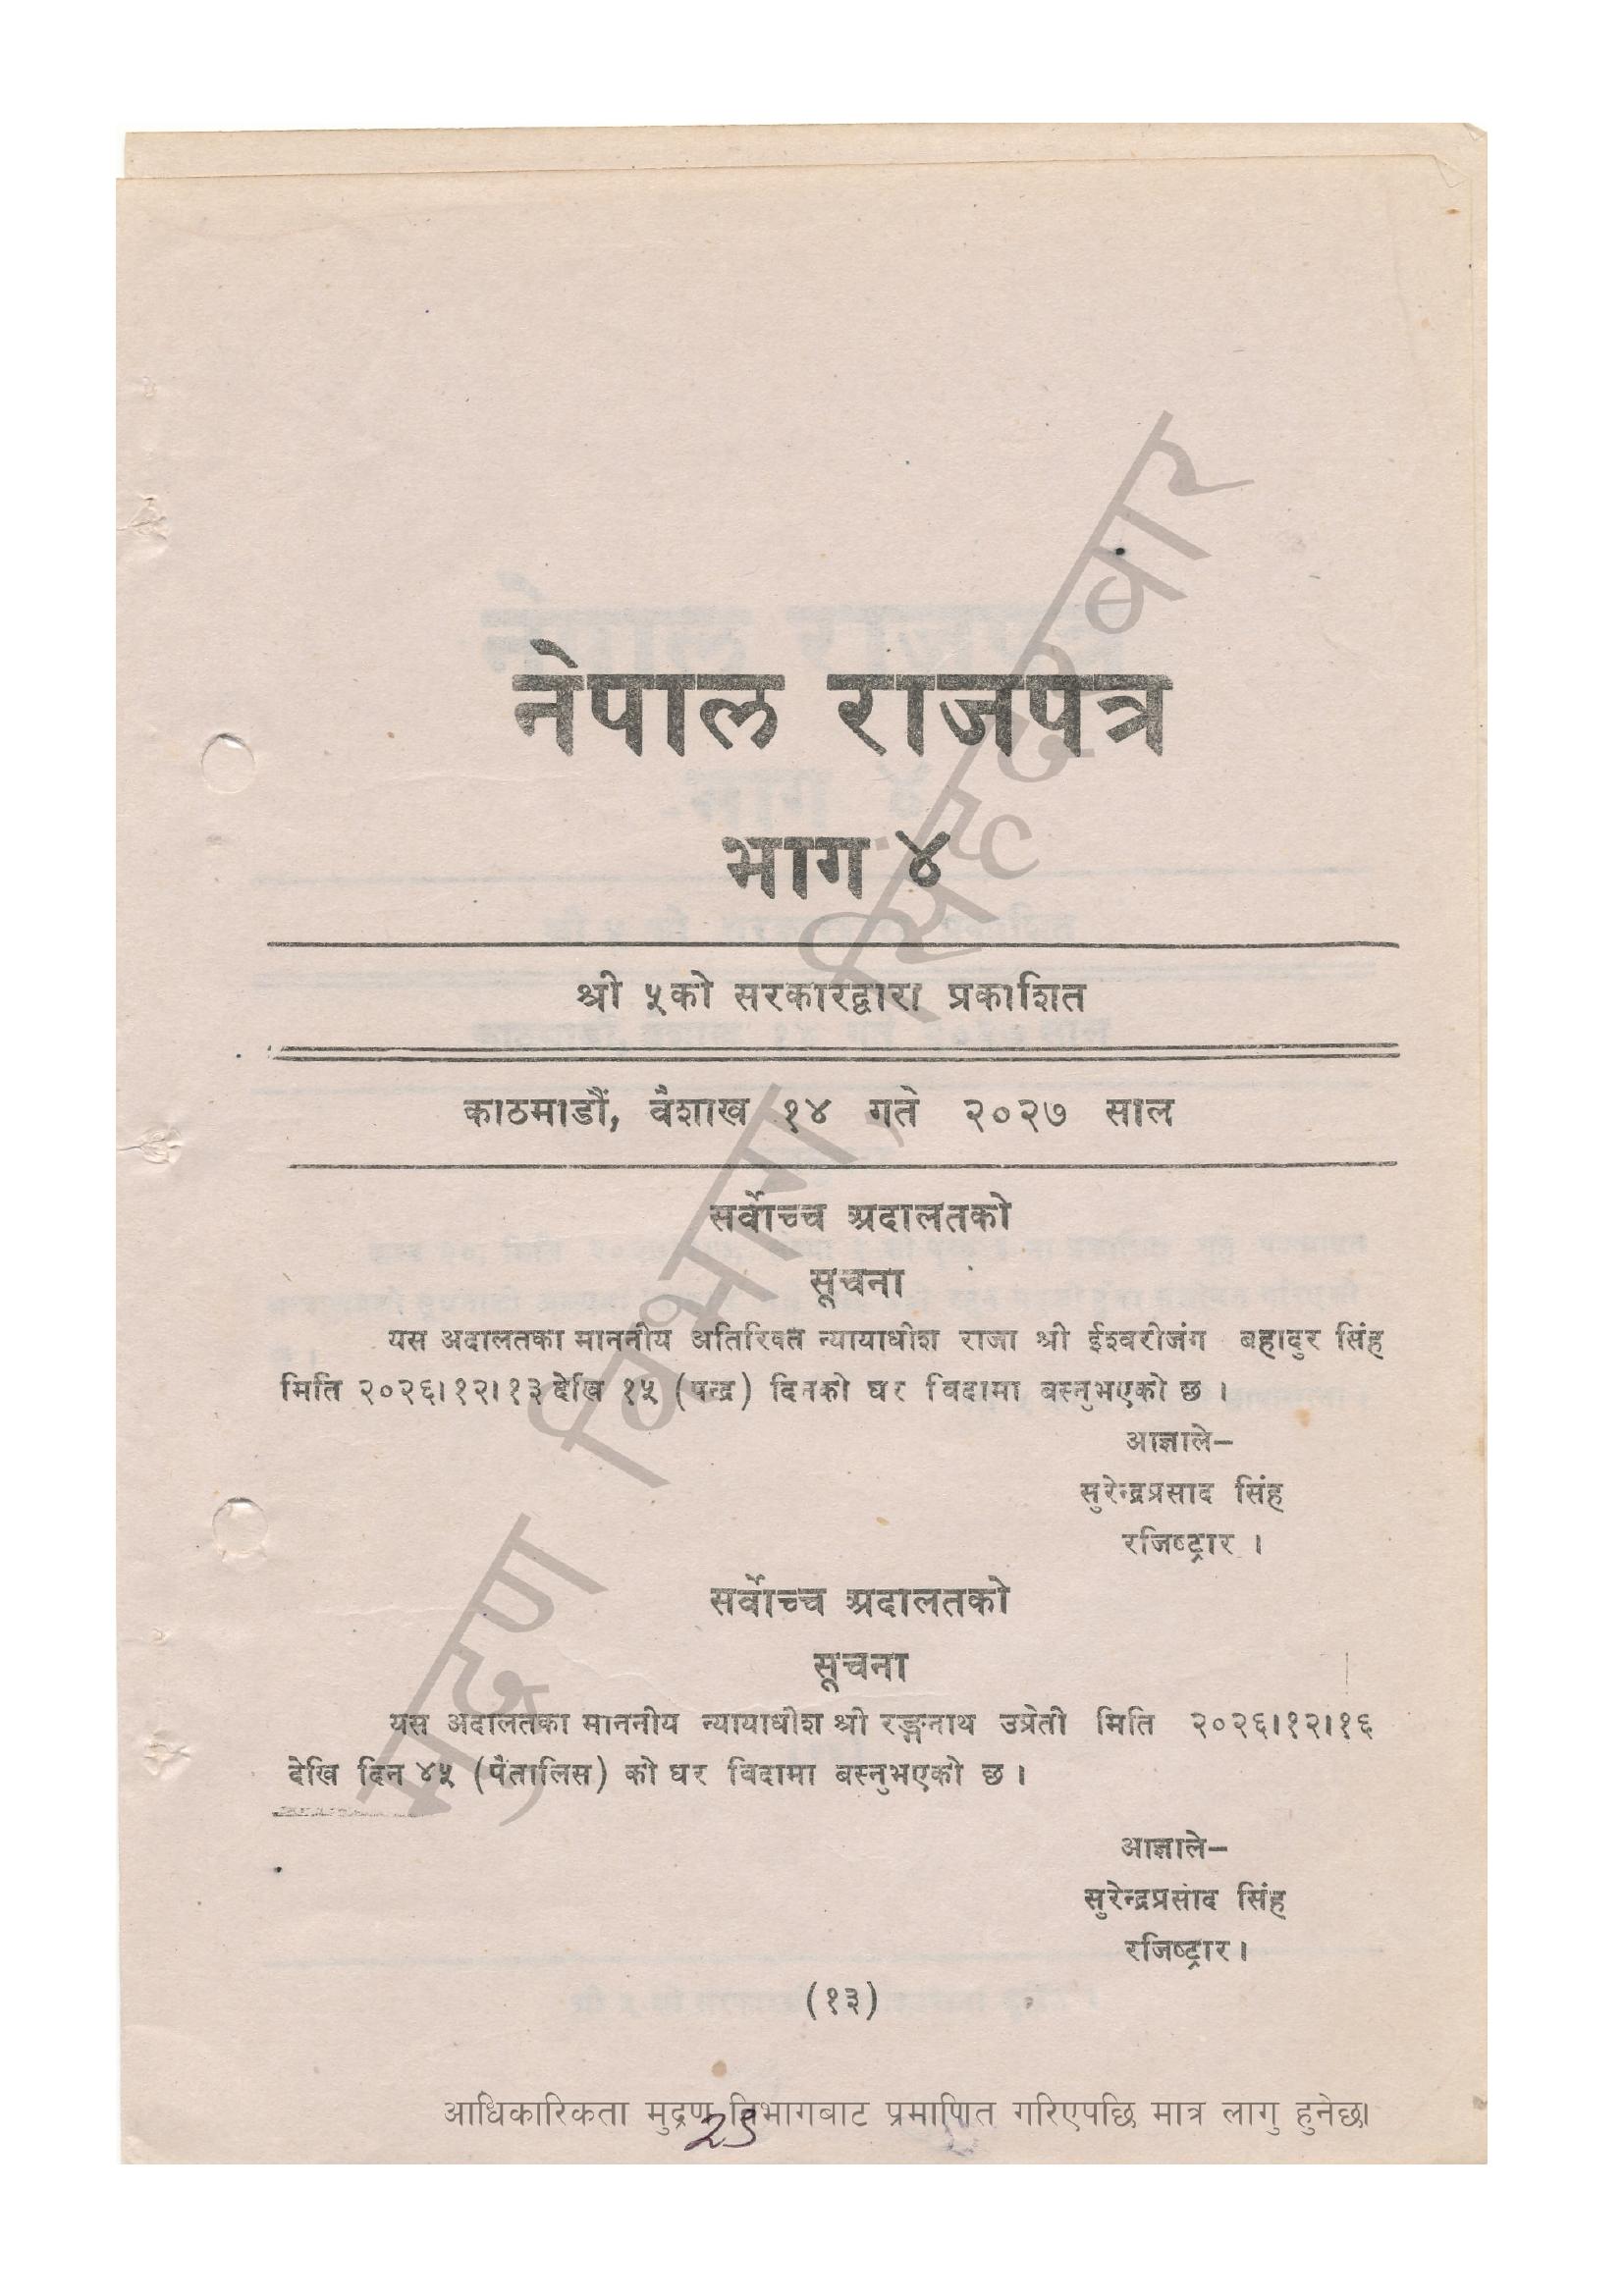 नेपाल राजपत्र
भाग ४
श्री ५को सरकारद्वारा प्रकाशित
काठमाडौं, वैशाख १४ गते २०२७ साल
सर्वोच्च अदालतको
सूचना
यस अदालतका माननीय अतिरिक्त न्यायाधीश राजा श्री ईश्वरीजंग बहादुर सिंह
मिति २०२६।१२।१३ देखि १५ (पन्ध्र) दिनको घर विदामा बस्नुभएको छ ।
आज्ञाले–
सुरेन्द्रप्रसाद सिंह
रजिष्ट्रार ।
सर्वोच्च अदालतको
सूचना
यस अदालतका माननीय न्यायाधीश श्री रङ्गनाथ उप्रेती मिति २०२६।१२।१६
देखि दिन ४५ (पैंतालिस) को घर विदामा बस्नुभएको छ ।
आज्ञाले–
सुरेन्द्रप्रसाद सिंह
रजिष्ट्रार ।
(१३)
मुद्रण विभाग, सिंहदरबार
आधिकारिकता मुद्रण विभागबाट प्रमाणित गरिएपछि मात्र लागु हुनेछ।